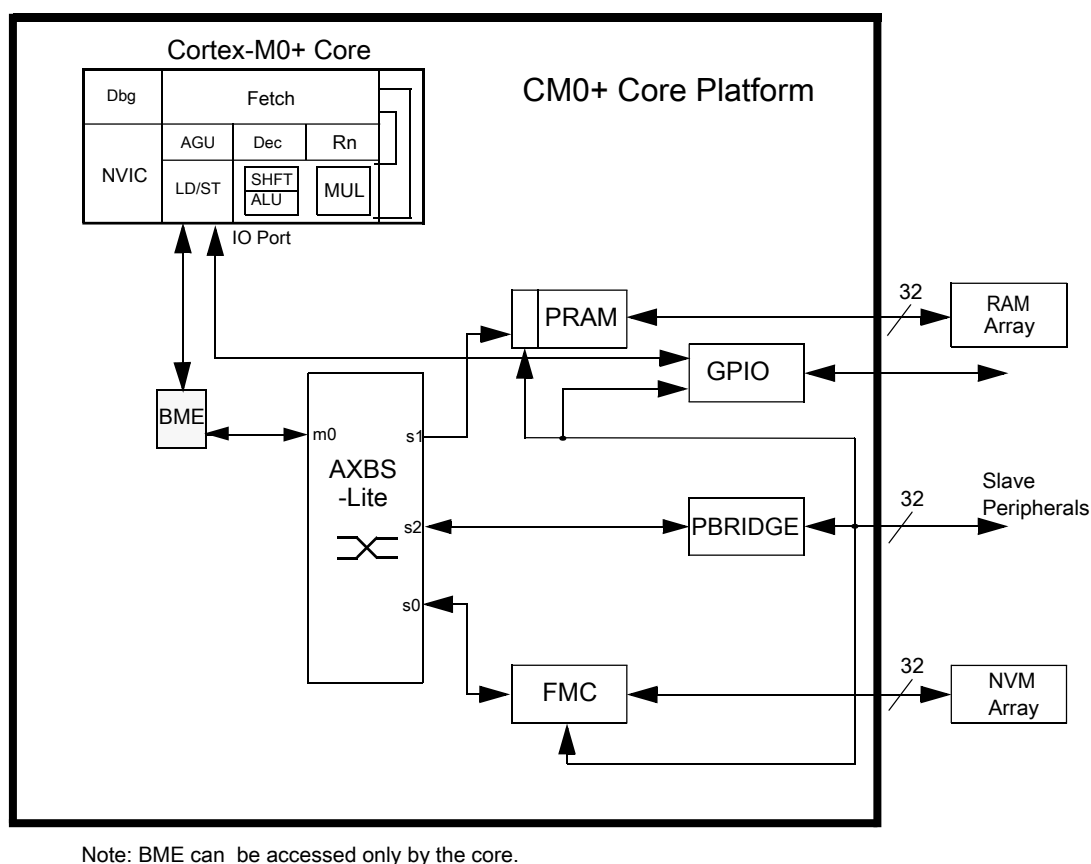 Cortex-M0+ Core
CM0+ Core Platform
Dbg
Fetch
NVIC
AGU
Dec
Rn
LD/ST
SHFT
ALU
MUL
IO Port
PRAM
32
RAM
Array
GPIO
BME
m0
s1
AXBS
-Lite
s2
s0
PBRIDGE
32
Slave
Peripherals
FMC
32
NVM
Array
Note: BME can  be accessed only by the core.